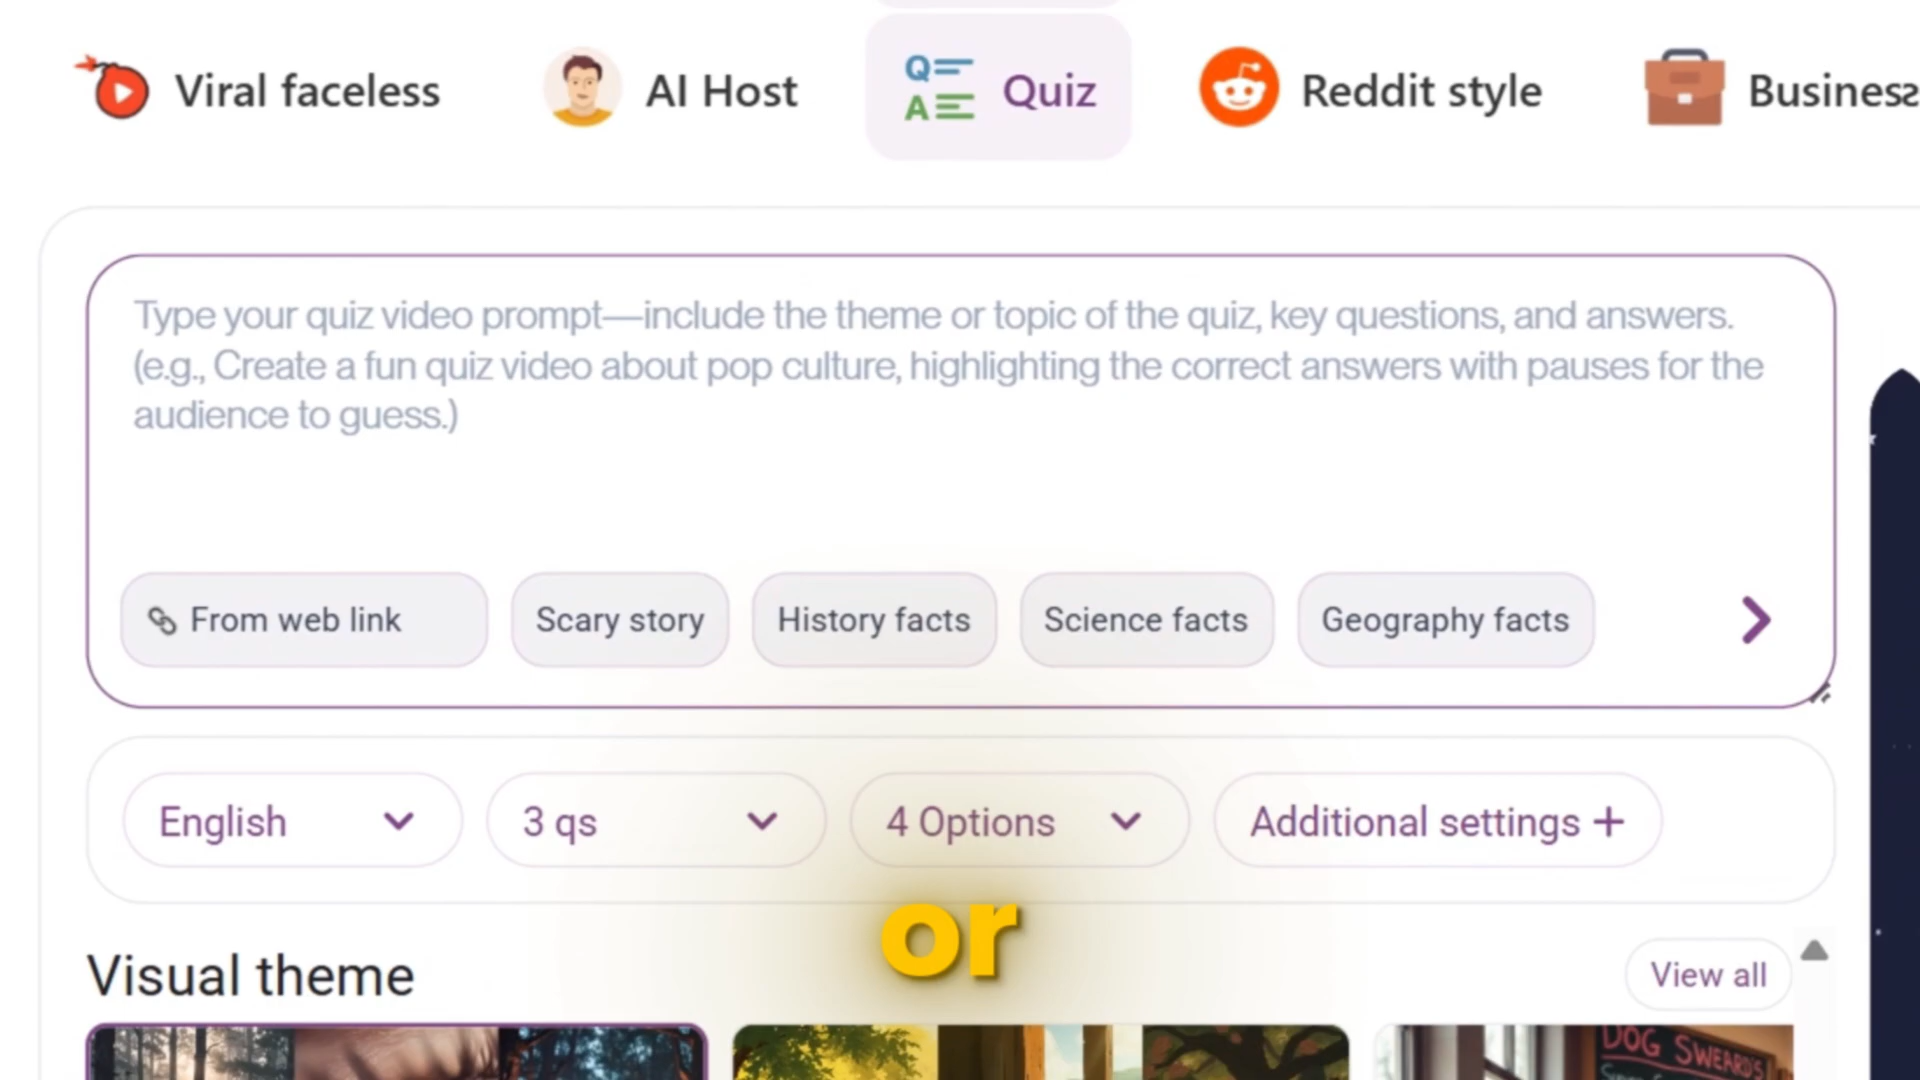 Viral faceless
AI Host
Q
A
Quiz
Reddit style
Business
Type your quiz video prompt—include the theme or topic of the quiz, key questions, and answers.
(e.g., Create a fun quiz video about pop culture, highlighting the correct answers with pauses for the
audience to guess.)
From web link
Scary story
History facts
Science facts
Geography facts
English
3 qs
4 Options
Additional settings +
or
Visual theme
View all
DOG SWEARD'S